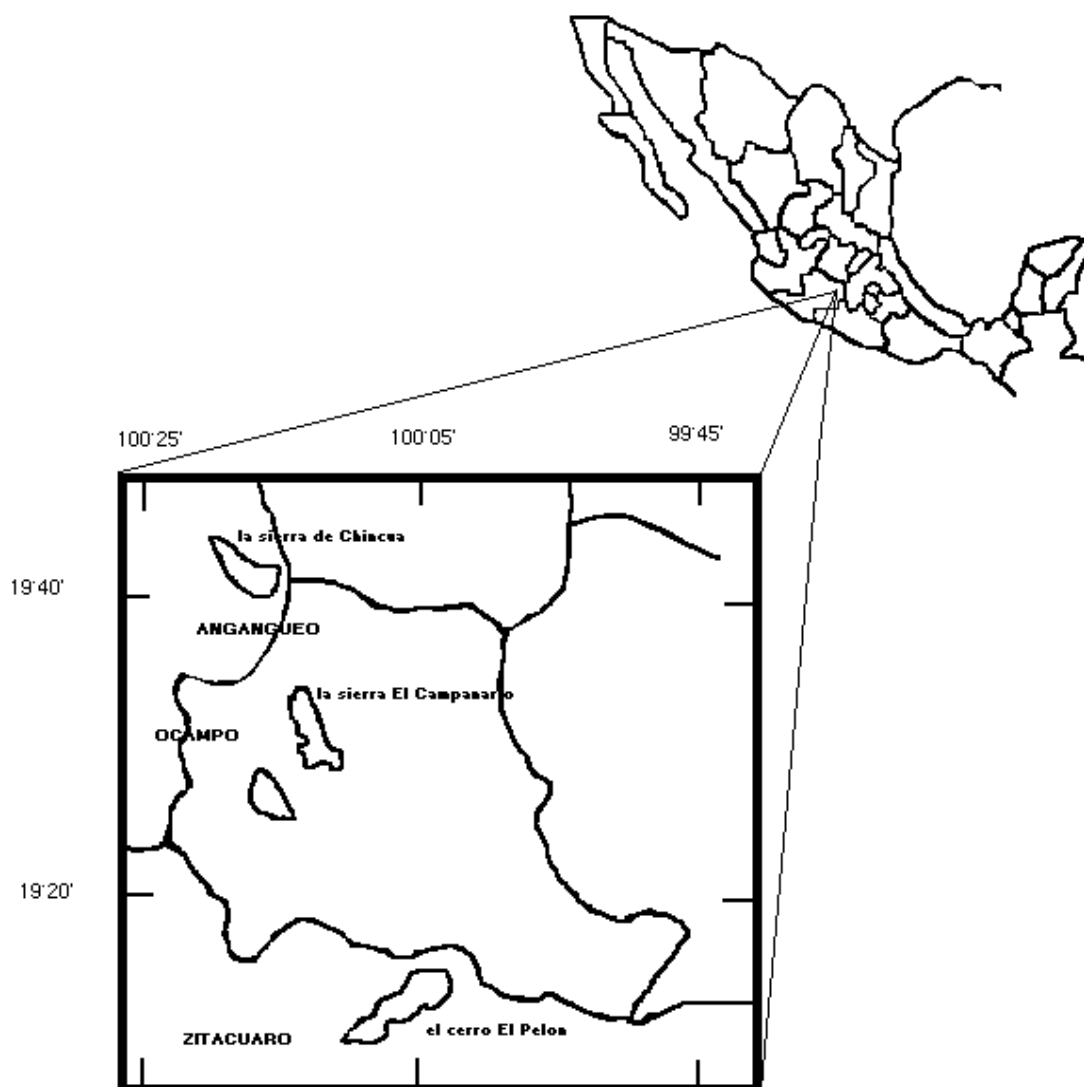 100°25'
100°05'
99°45'
la sierra de Chincua
19°40'
ANGANGUEO
la sierra El Campanario
OCAMPO
19°20'
el cerro El Pelon
ZITACUARO